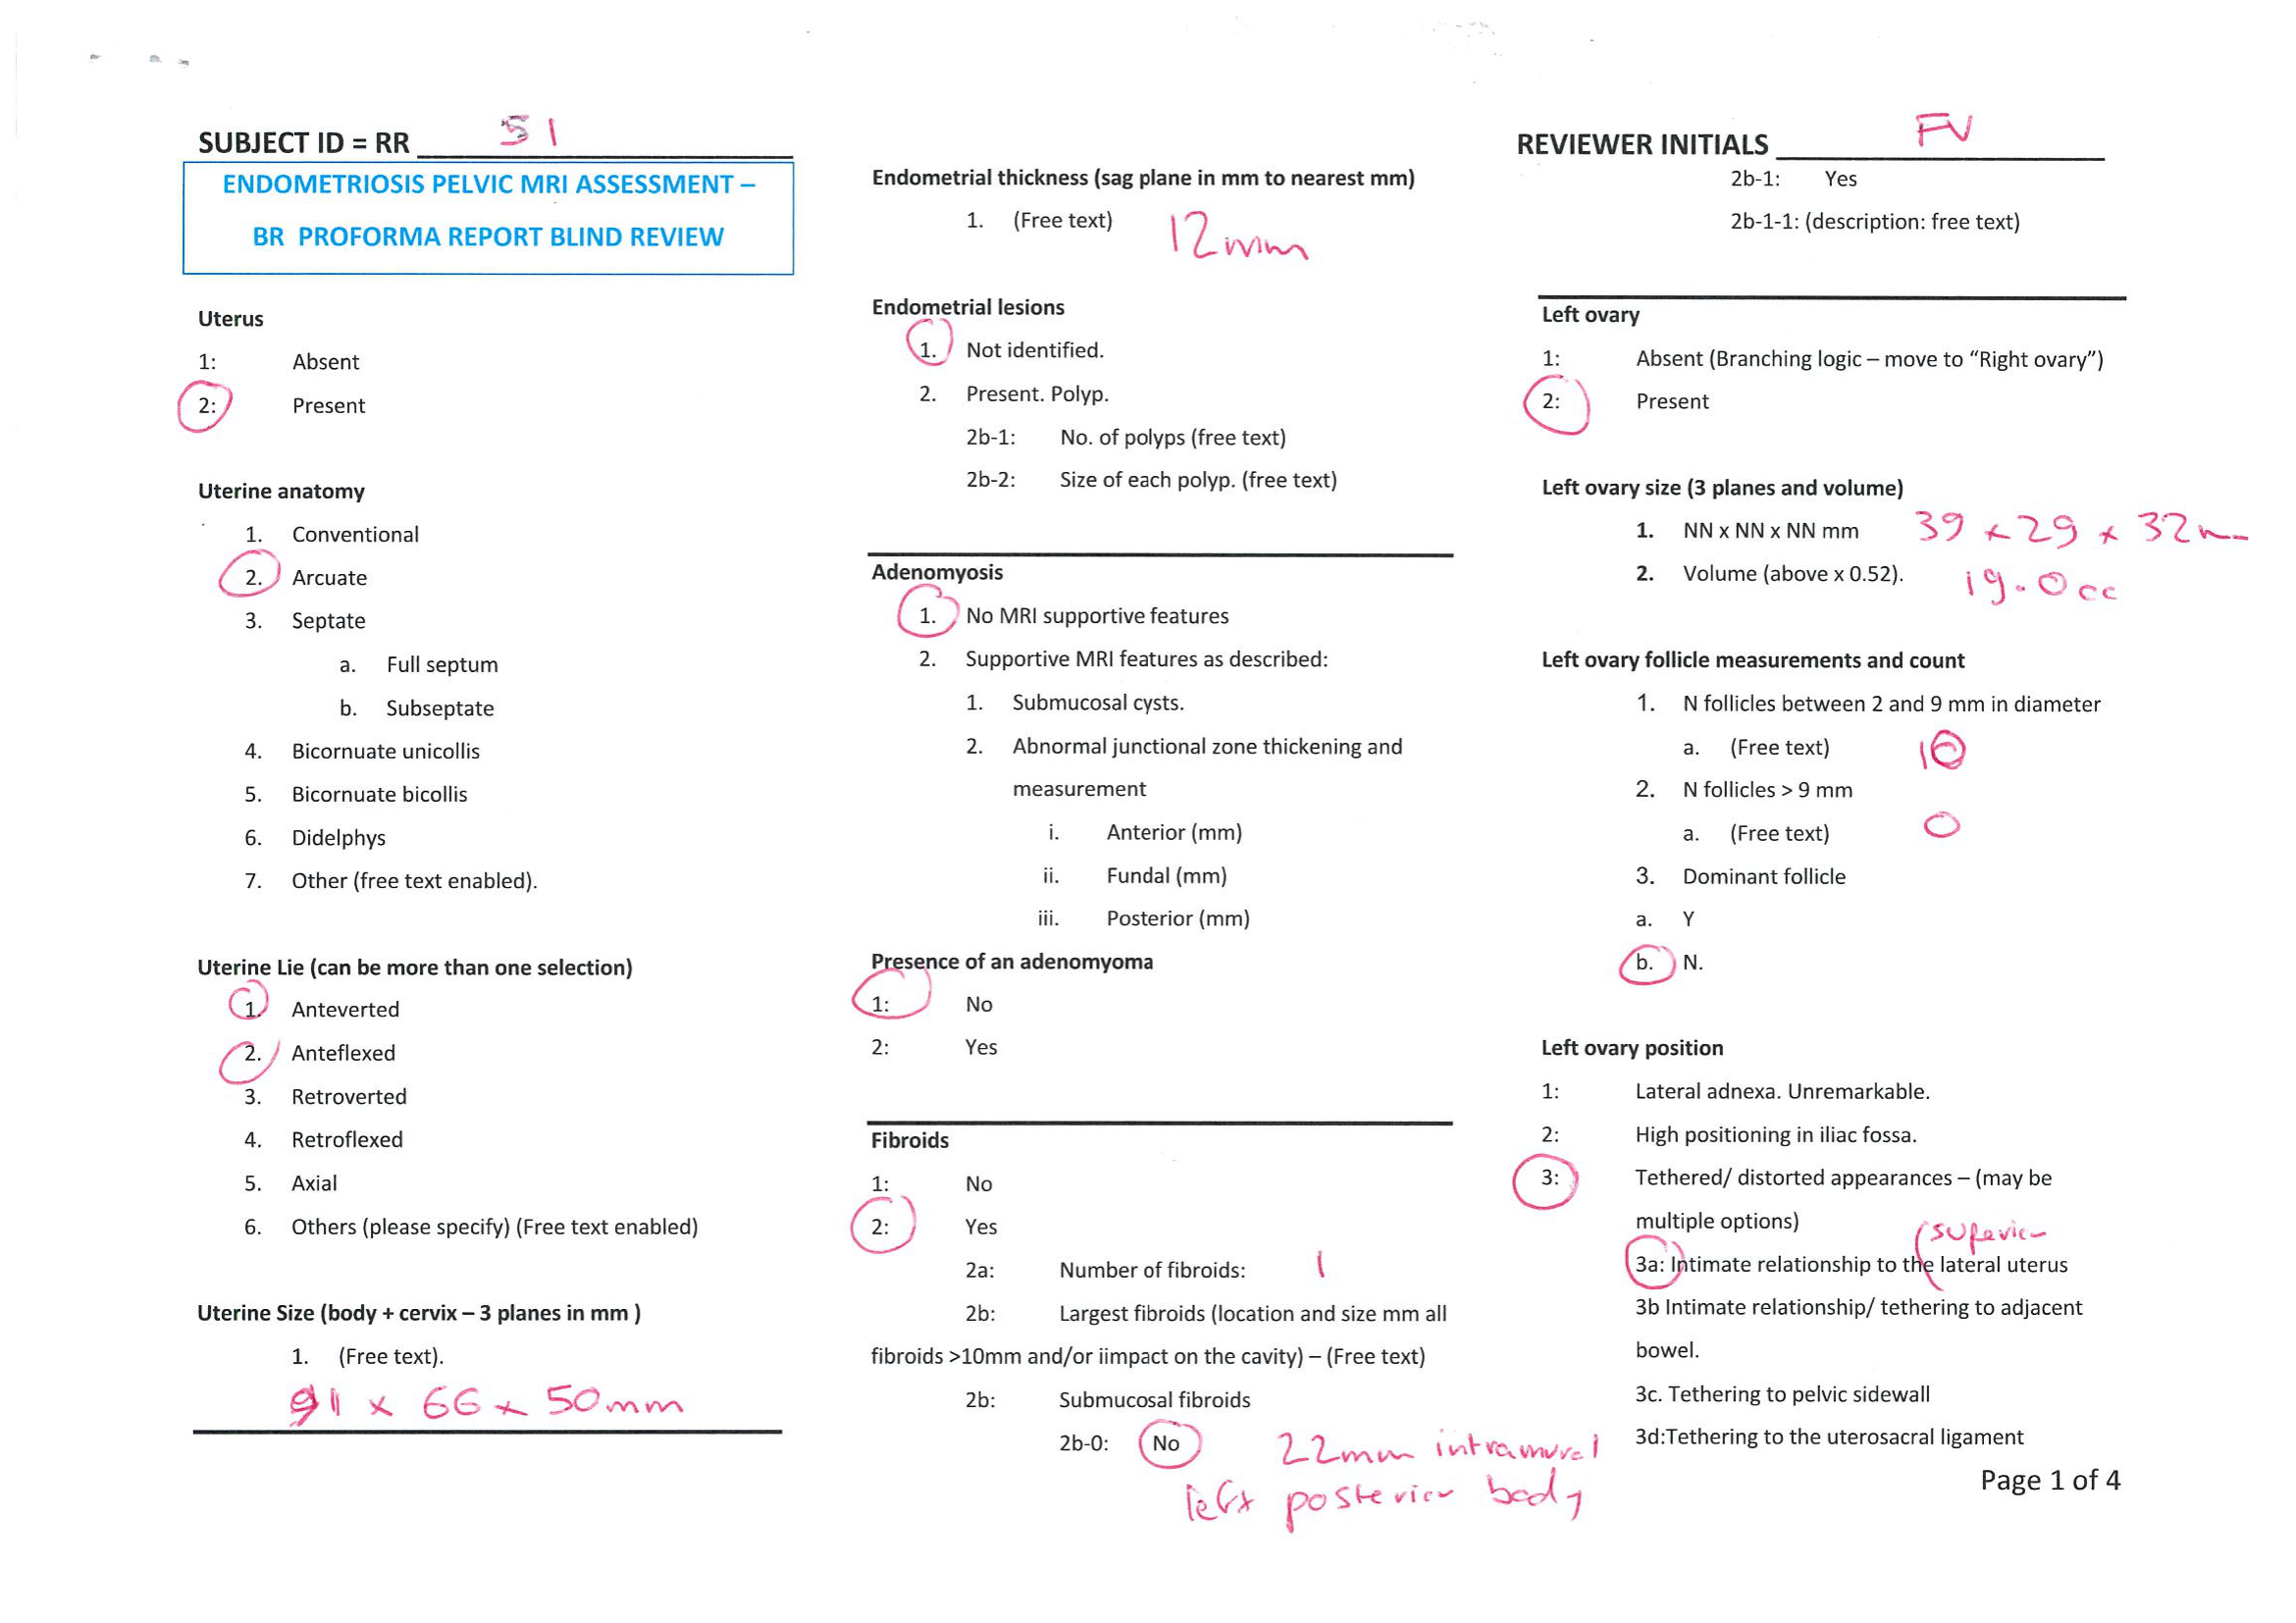 SUBJECT ID = RR 51
ENDOMETRIOSIS PELVIC MRI ASSESSMENT –
BR PROFORMA REPORT BLIND REVIEW
Uterus
1: Absent
2: Present
Uterine anatomy
1. Conventional
2. Arcuate
3. Septate
a. Full septum
b. Subseptate
4. Bicornuate unicollis
5. Bicornuate bicollis
6. Didelphys
7. Other (free text enabled).
Uterine Lie (can be more than one selection)
1. Anteverted
2. Anteflexed
3. Retroverted
4. Retroflexed
5. Axial
6. Others (please specify) (Free text enabled)
Uterine Size (body + cervix – 3 planes in mm )
1. (Free text).
91 x 66 x 50mm
Endometrial thickness (sag plane in mm to nearest mm)
1. (Free text) 12mm
Endometrial lesions
1. Not identified.
2. Present. Polyp.
2b-1: No. of polyps (free text)
2b-2: Size of each polyp. (free text)
Adenomyosis
1. No MRI supportive features
2. Supportive MRI features as described:
1. Submucosal cysts.
2. Abnormal junctional zone thickening and
measurement
i. Anterior (mm)
ii. Fundal (mm)
iii. Posterior (mm)
Presence of an adenomyoma
1: No
2: Yes
Fibroids
1: No
2: Yes
2a: Number of fibroids: 1
2b: Largest fibroids (location and size mm all
fibroids >10mm and/or iimpact on the cavity) – (Free text)
2b: Submucosal fibroids
2b-0: No 22mm intramural
left posterior body
REVIEWER INITIALS FV
2b-1: Yes
2b-1-1: (description: free text)
Left ovary
1: Absent (Branching logic – move to “Right ovary”)
2: Present
Left ovary size (3 planes and volume)
1. NN x NN x NN mm 39 x 29 x 32mm
2. Volume (above x 0.52). 19.0cc
Left ovary follicle measurements and count
1. N follicles between 2 and 9 mm in diameter
a. (Free text) 10
2. N follicles > 9 mm
a. (Free text) 0
3. Dominant follicle
a. Y
b. N.
Left ovary position
1: Lateral adnexa. Unremarkable.
2: High positioning in iliac fossa.
3: Tethered/ distorted appearances – (may be
multiple options)
superior
3a: Intimate relationship to the lateral uterus
3b Intimate relationship/ tethering to adjacent
bowel.
3c. Tethering to pelvic sidewall
3d:Tethering to the uterosacral ligament
Page 1 of 4